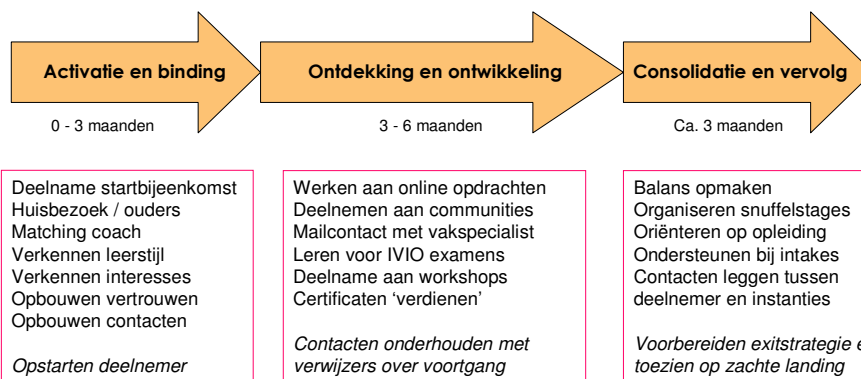 Activatie en binding
Ontdekking en ontwikkeling
Consolidatie en vervolg
0 - 3 maanden
3 - 6 maanden
Ca. 3 maanden
Deelname startbijeenkomst
Huisbezoek / ouders
Matching coach
Verkennen leerstijl
Verkennen interesses
Opbouwen vertrouwen
Opbouwen contacten
Opstarten deelnemer
Werken aan online opdrachten
Deelnemen aan communities
Mailcontact met vakspecialist
Leren voor IVIO examens
Deelname aan workshops
Certificaten ‘verdienen’
Contacten onderhouden met
verwijzers over voortgang
Balans opmaken
Organiseren snuffelstages
Oriënteren op opleiding
Ondersteunen bij intakes
Contacten leggen tussen
deelnemer en instanties
Voorbereiden exitstrategie
toezien op zachte landing